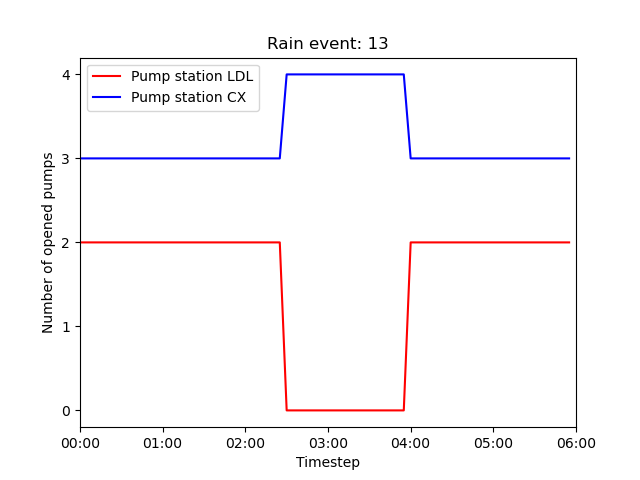 Rain event: 13
Pump station LDL
Pump station CX
Number of opened pumps
4
3
2
1
0
00:00 01:00 02:00 03:00 04:00 05:00 06:00
Timestep